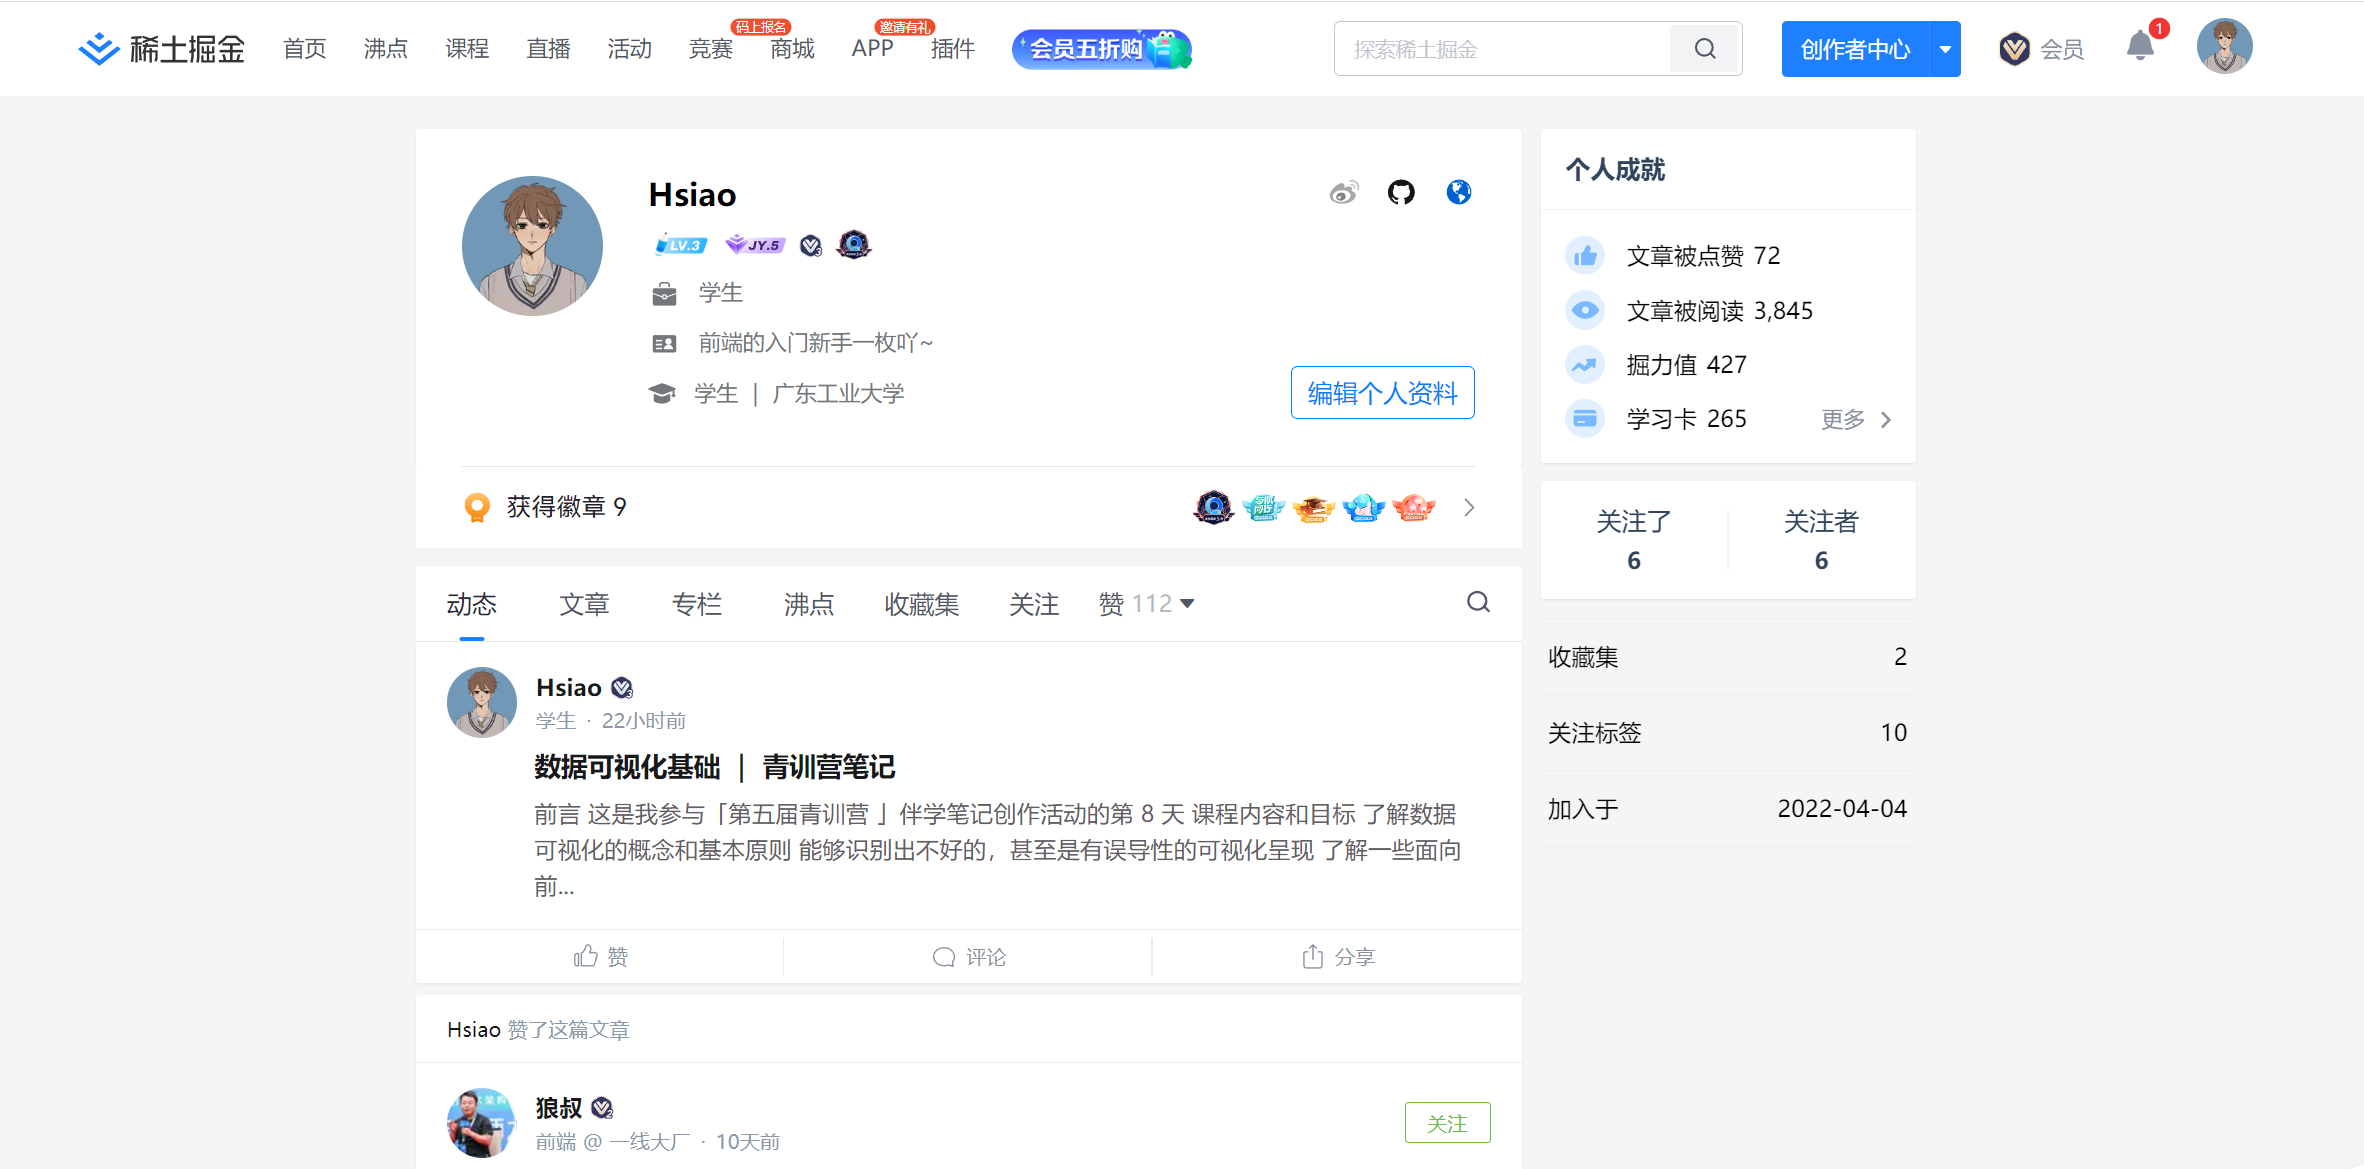 稀土掘金 首页 沸点 课程 直播 活动 竞赛 码上报名 商城 APP 邀请有礼 插件 会员五折购 探索稀土掘金 创作者中心 会员 1
Hsiao
LV.3 JY.5
学生
前端的入门新手一枚吖~
学生 | 广东工业大学
编辑个人资料
获得徽章 9
个人成就
文章被点赞 72
文章被阅读 3,845
掘力值 427
学习卡 265 更多
关注了 关注者
6 6
收藏集 2
关注标签 10
加入于 2022-04-04
动态 文章 专栏 沸点 收藏集 关注 赞 112
Hsiao
学生 · 22小时前
数据可视化基础 | 青训营笔记
前言 这是我参与「第五届青训营 」伴学笔记创作活动的第 8 天 课程内容和目标 了解数据
可视化的概念和基本原则 能够识别出不好的，甚至是有误导性的可视化呈现 了解一些面向
前...
赞 评论 分享
Hsiao 赞了这篇文章
狼叔
前端 @ 一线大厂 · 10天前
关注